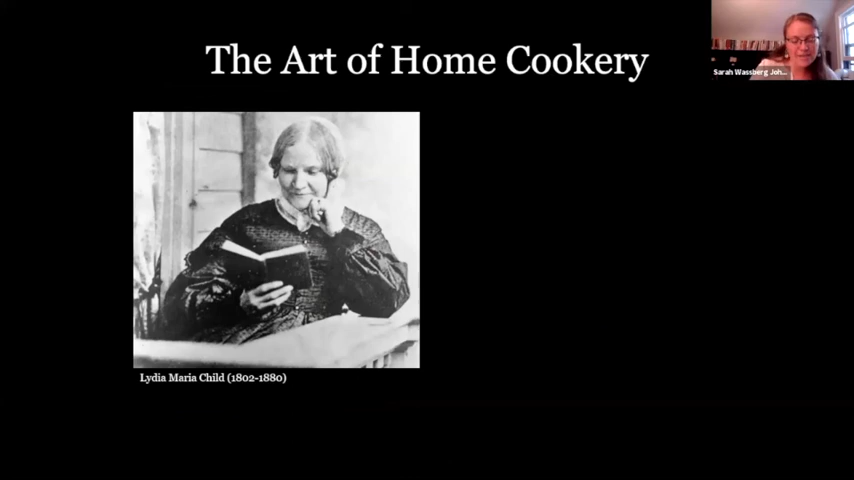 The Art of Home Cookery
Sarah Wassberg Joh...
Lydia Maria Child (1802-1880)